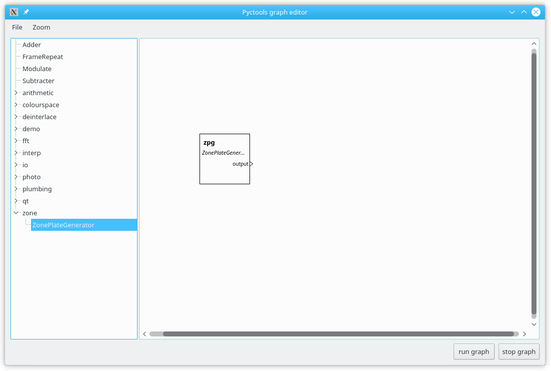 Pyctools graph editor
File Zoom
Adder
FrameRepeat
Modulate
Subtracter
arithmetic
colourspace
deinterlace
demo
fft
interp
io
photo
plumbing
qt
zone
ZonePlateGenerator
zpg
ZonePlateGener...
output
run graph stop graph